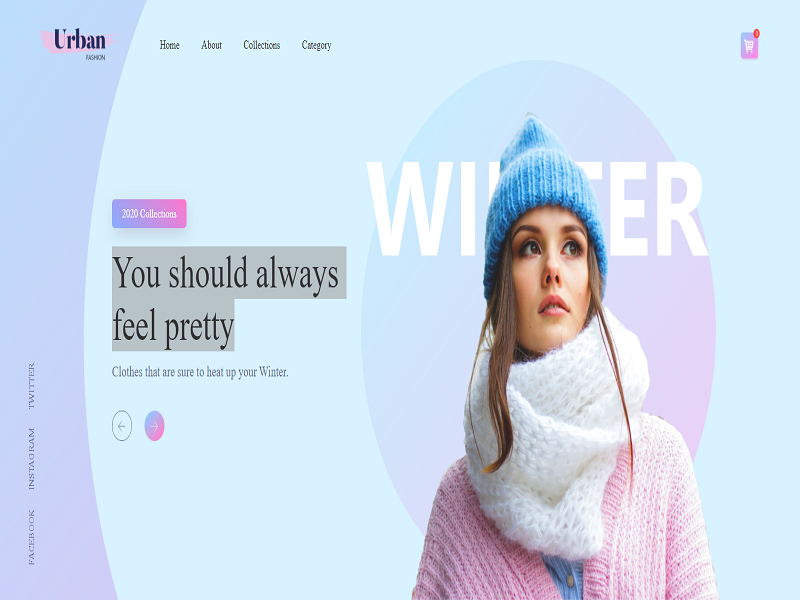 Urban
FASHION
Home About Collections Category
3
WINTER
2020 Collections
You should always
feel pretty
Clothes that are sure to heat up your Winter.
TWITTER
INSTAGRAM
FACEBOOK